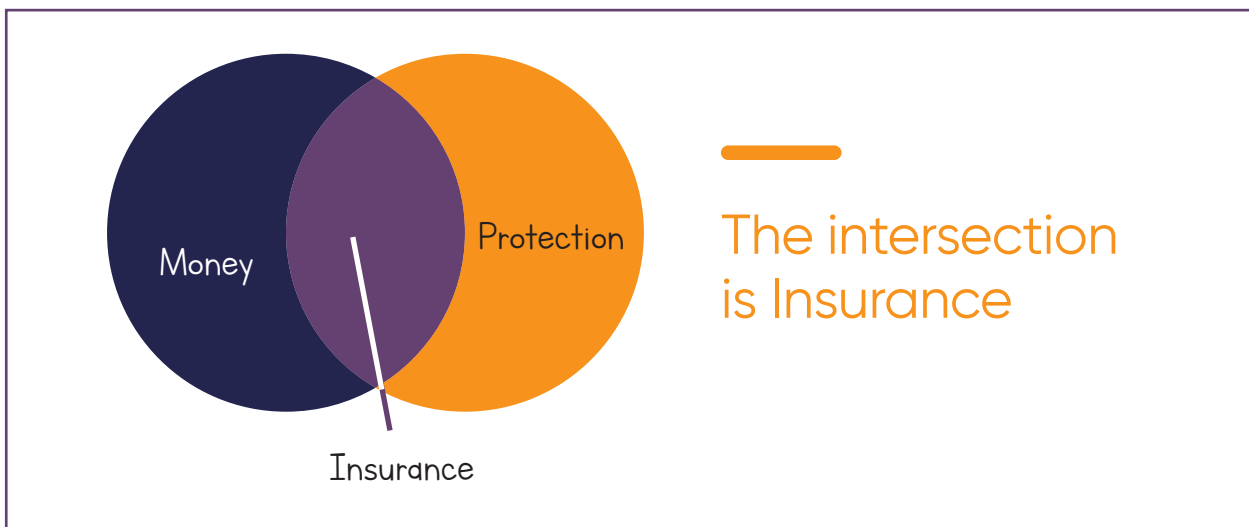 Money
Protection
Insurance
The intersection
is Insurance